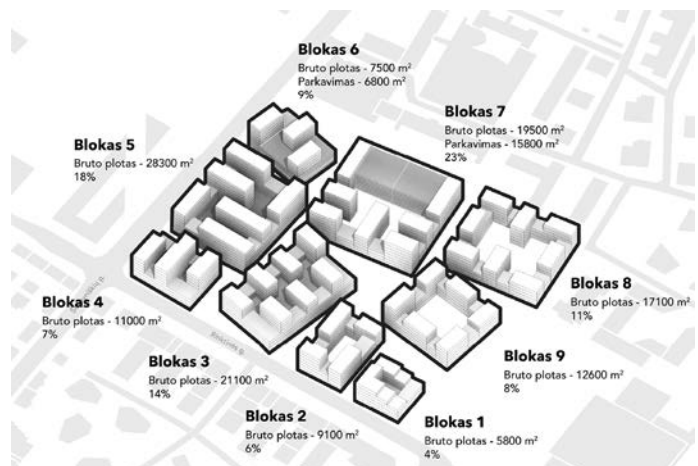 Blokas 6
Bruto plotas - 7500 m²
Parkavimas - 6800 m²
9%
Blokas 7
Bruto plotas - 19500 m²
Parkavimas - 15800 m²
23%
Blokas 5
Bruto plotas - 28300 m²
18%
Blokas 8
Bruto plotas - 17100 m²
11%
Blokas 4
Bruto plotas - 11000 m²
7%
Blokas 3
Bruto plotas - 21100 m²
14%
Blokas 9
Bruto plotas - 12600 m²
8%
Blokas 2
Bruto plotas - 9100 m²
6%
Blokas 1
Bruto plotas - 5800 m²
4%